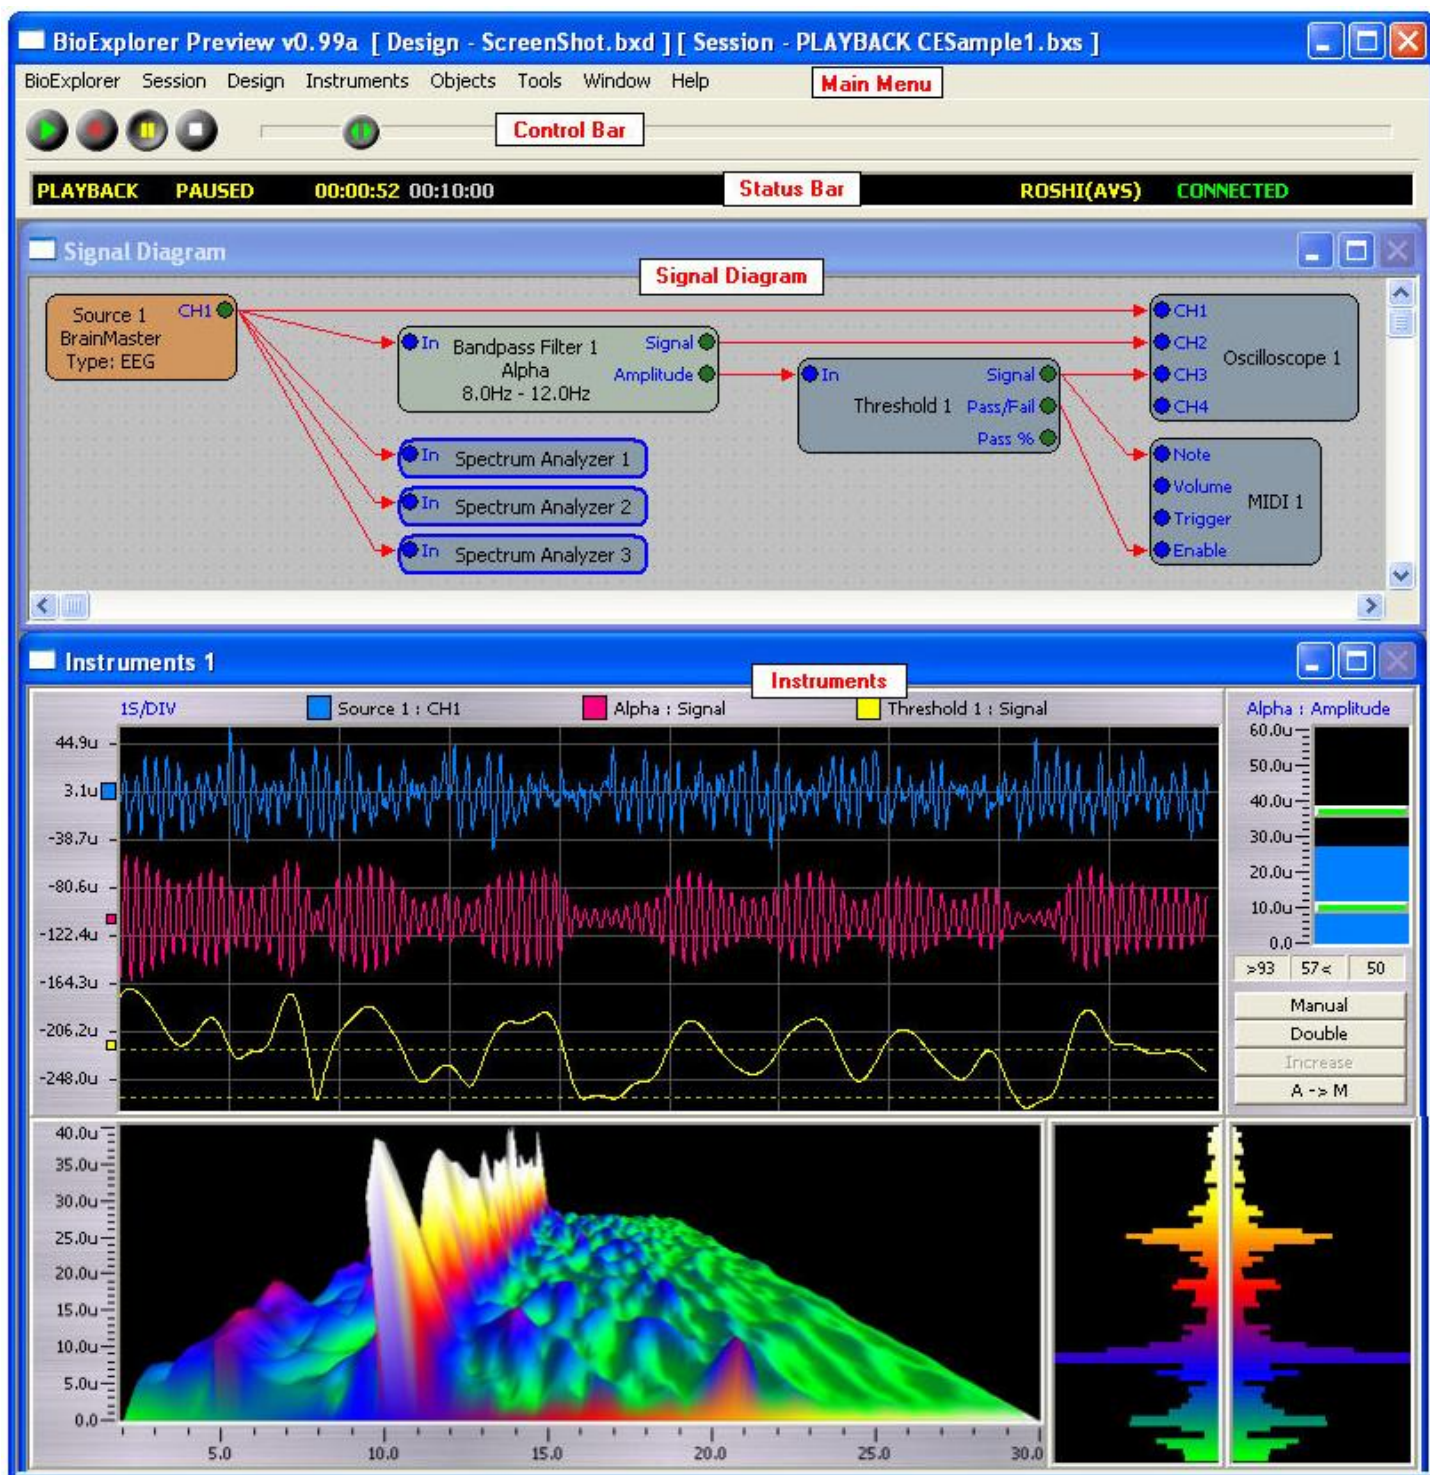 BioExplorer Preview v0.99a [ Design - ScreenShot.bxd ] [ Session - PLAYBACK CESample1.bxs ]
BioExplorer Session Design Instruments Objects Tools Window Help Main Menu
Control Bar
PLAYBACK PAUSED 00:00:52 00:10:00 Status Bar ROSHI(AVS) CONNECTED
Signal Diagram
Signal Diagram
Source 1 CH1
BrainMaster
Type: EEG
In Bandpass Filter 1 Signal
Alpha Amplitude
8.0Hz - 12.0Hz
In Spectrum Analyzer 1
In Spectrum Analyzer 2
In Spectrum Analyzer 3
In Signal
Threshold 1 Pass/Fail
Pass %
CH1
CH2
Oscilloscope 1
CH3
CH4
Note
Volume
MIDI 1
Trigger
Enable
Instruments 1
Instruments
1S/DIV Source 1 : CH1 Alpha : Signal Threshold 1 : Signal
44.9u
3.1u
-38.7u
-80.6u
-122.4u
-164.3u
-206.2u
-248.0u
Alpha : Amplitude
60.0u
50.0u
40.0u
30.0u
20.0u
10.0u
0.0
>93 57< 50
Manual
Double
Increase
A -> M
40.0u
35.0u
30.0u
25.0u
20.0u
15.0u
10.0u
5.0u
0.0
5.0 10.0 15.0 20.0 25.0 30.0